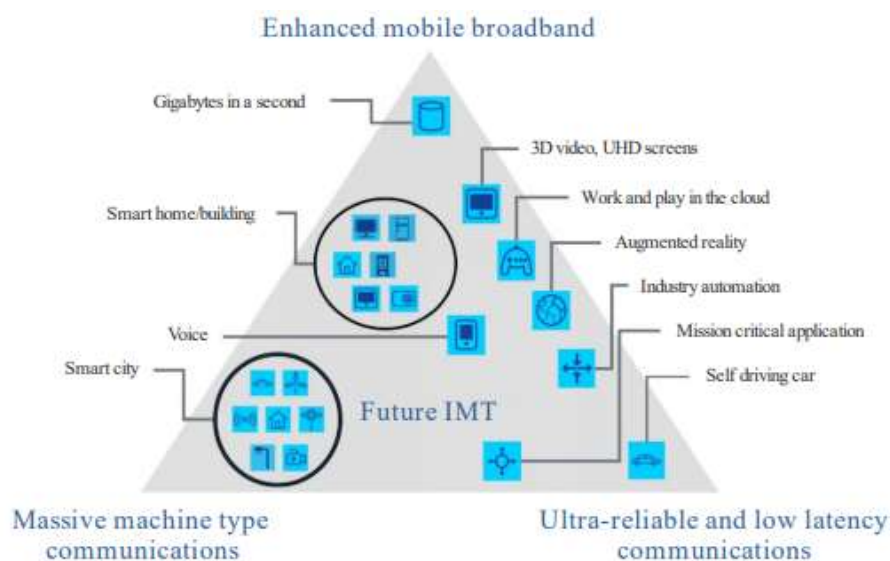 Enhanced mobile broadband
Gigabytes in a second
3D video, UHD screens
Work and play in the cloud
Smart home/building
Augmented reality
Industry automation
Mission critical application
Voice
Smart city
Self driving car
Future IMT
Massive machine type
communications
Ultra-reliable and low latency
communications